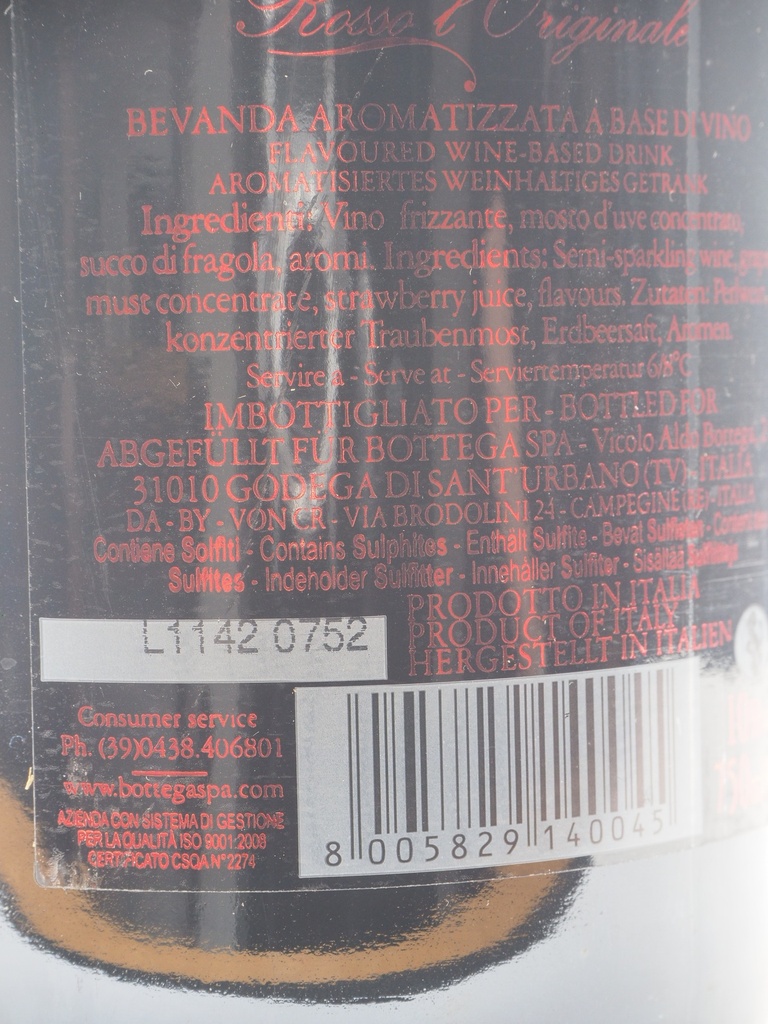 Rosso l'Originale
BEVANDA AROMATIZZATA A BASE DI VINO
FLAVOURED WINE-BASED DRINK
AROMATISIERTES WEINHALTIGES GETRANK
Ingredienti: Vino frizzante, mosto d'uve concentrato,
succo di fragola, aromi. Ingredients: Semi-sparkling wine, grape
must concentrate, strawberry juice, flavours. Zutaten: Perlwein,
konzentrierter Traubenmost, Erdbeersaft, Aromen.
Servire a - Serve at - Serviertemperatur 6/8°C
IMBOTTIGLIATO PER - BOTTLED FOR
ABGEFÜLLT FÜR BOTTEGA SPA - Vicolo Aldo Bottega,
31010 GODEGA DI SANT'URBANO (TV) - ITALIA
DA - BY - VON CR - VIA BRODOLINI 24 - CAMPEGINE (RE) -
Contiene Solfiti - Contains Sulphites - Enthält Sulfite - Bevat Sulfieten -
Sulfites - Indeholder Sulfitter - Innehåller Sulfiter - Sisältää
PRODOTTO IN ITALIA
PRODUCT OF ITALY
HERGESTELLT IN ITALIEN
L1142 0752
Consumer service
Ph. (39)0438.406801
www.bottegaspa.com
AZIENDA CON SISTEMA DI GESTIONE
PER LA QUALITÀ ISO 9001:2008
CERTIFICATO CSQA N°2274
8 005829 140045